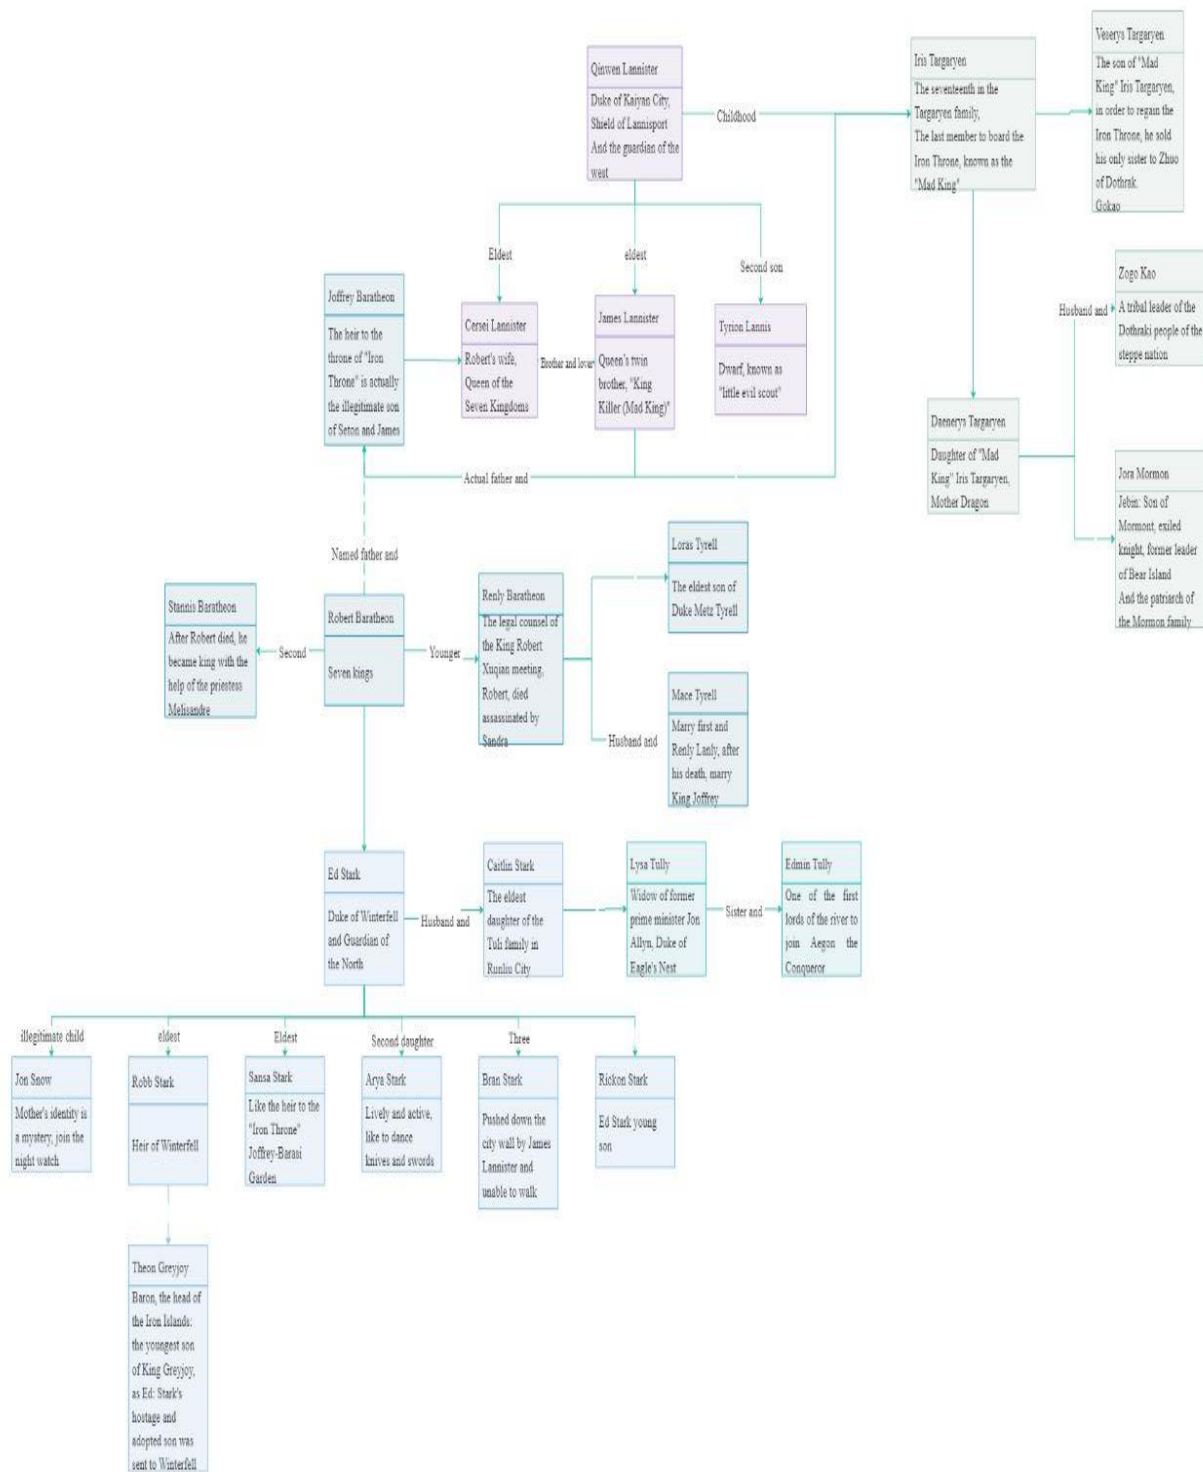 Qinwen Lannister
Duke of Kaiyan City,
Shield of Lannisport
And the guardian of the
west
Childhood
Iris Targaryen
The seventeenth in the
Targaryen family,
The last member to board the
Iron Throne, known as the
"Mad King"
Veserys Targaryen
The son of "Mad
King" Iris Targaryen,
in order to regain the
Iron Throne, he sold
his only sister to Zhuo
of Dothrak.
Gokao
Eldest
eldest
Second son
Joffrey Baratheon
The heir to the
throne of "Iron
Throne" is actually
the illegitimate son
of Seton and James
Cersei Lannister
Robert's wife,
Queen of the
Seven Kingdoms
Brother and lover
James Lannister
Queen's twin
brother, "King
Killer (Mad King)"
Tyrion Lannis
Dwarf, known as
"little evil scout"
Husband and
Zogo Kao
A tribal leader of the
Dothraki people of the
steppe nation
Daenerys Targaryen
Daughter of "Mad
King" Iris Targaryen,
Mother Dragon
Jora Mormon
Jebin: Son of
Mormont, exiled
knight, former leader
of Bear Island
And the patriarch of
the Mormon family
Actual father and
Named father and
Stannis Baratheon
After Robert died, he
became king with the
help of the priestess
Melisandre
Second
Robert Baratheon
Seven kings
Younger
Renly Baratheon
The legal counsel of
the King Robert
Xuqian meeting,
Robert, died
assassinated by
Sandra
Loras Tyrell
The eldest son of
Duke Metz Tyrell
Husband and
Mace Tyrell
Marry first and
Renly Lanly, after
his death, marry
King Joffrey
Ed Stark
Duke of Winterfell
and Guardian of
the North
Husband and
Caitlin Stark
The eldest
daughter of the
Tuli family in
Runliu City
Lysa Tully
Widow of former
prime minister Jon
Allyn, Duke of
Eagle's Nest
Sister and
Edmin Tully
One of the first
lords of the river to
join Aegon the
Conqueror
illegitimate child
eldest
Eldest
Second daughter
Three
Jon Snow
Mother's identity is
a mystery, join the
night watch
Robb Stark
Heir of Winterfell
Sansa Stark
Like the heir to the
"Iron Throne"
Joffrey-Barasi
Garden
Arya Stark
Lively and active,
like to dance
knives and swords
Bran Stark
Pushed down the
city wall by James
Lannister and
unable to walk
Rickon Stark
Ed Stark young
son
Theon Greyjoy
Baron, the head of
the Iron Islands:
the youngest son
of King Greyjoy,
as Ed: Stark's
hostage and
adopted son was
sent to Winterfell